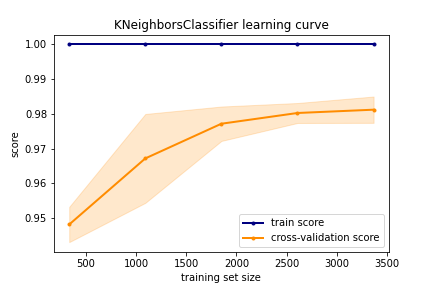 KNeighborsClassifier learning curve
1.00
0.99
0.98
0.97
0.96
0.95
score
train score
cross-validation score
500 1000 1500 2000 2500 3000 3500
training set size